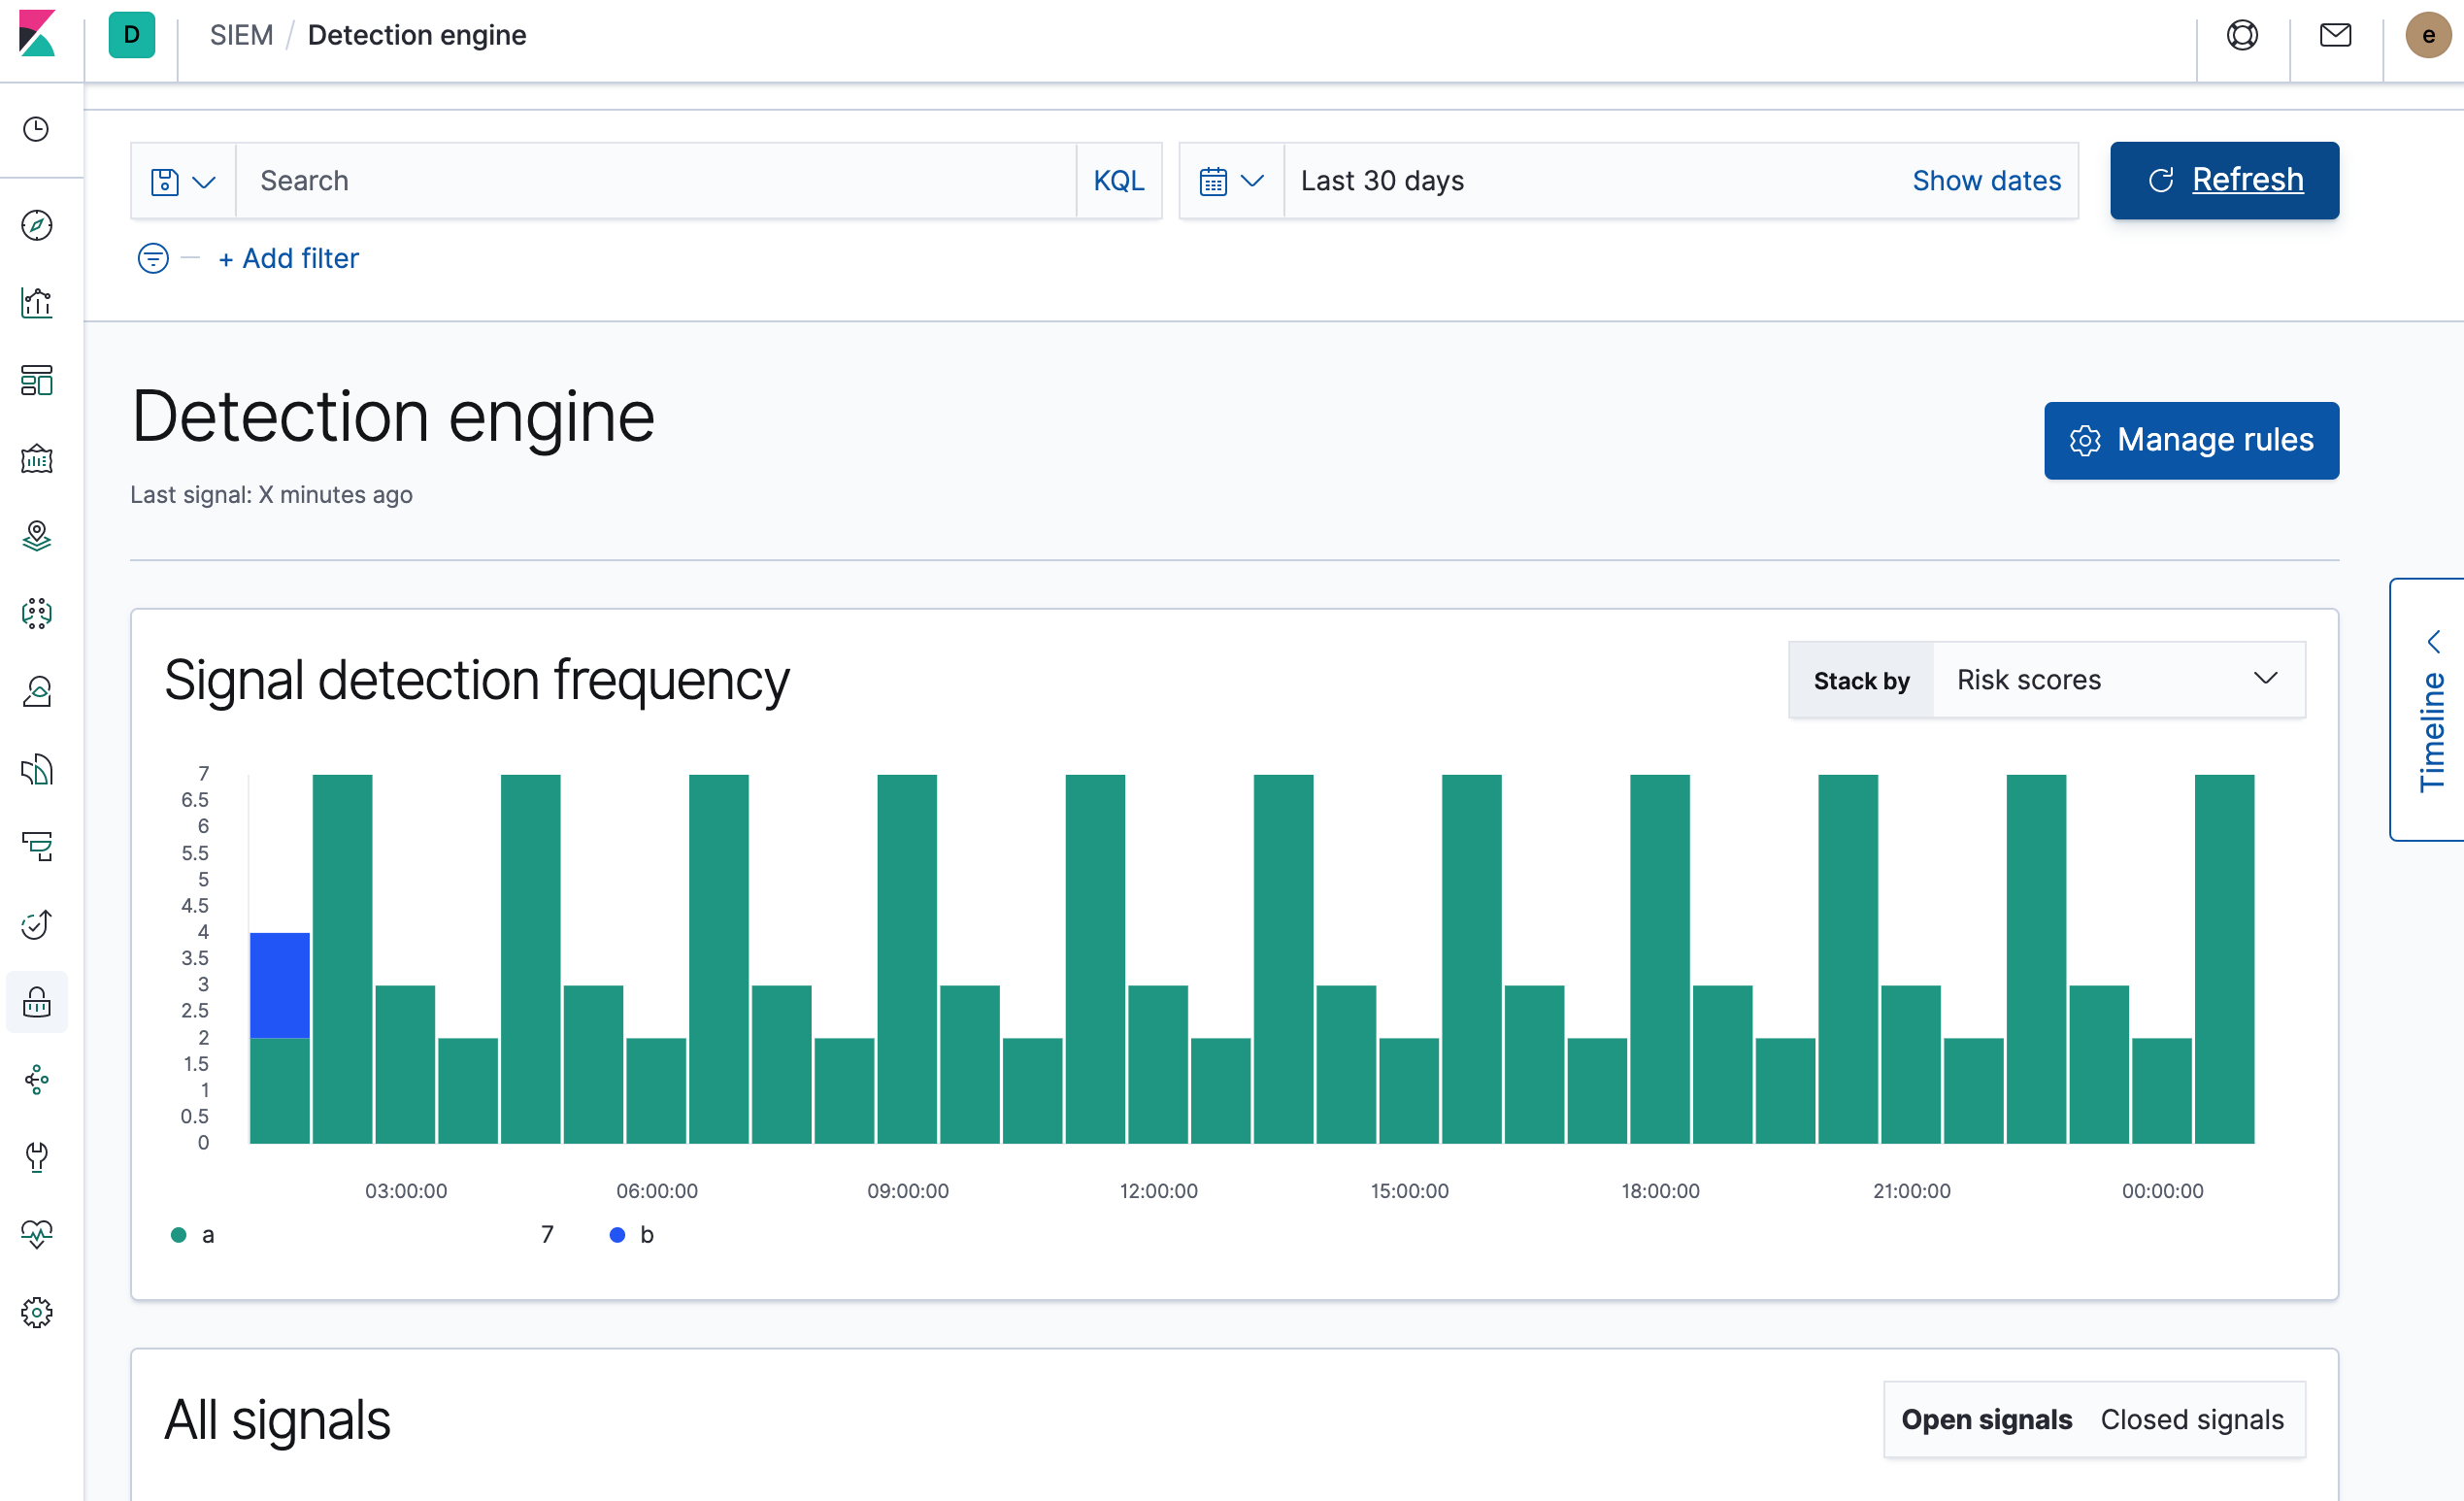 D SIEM / Detection engine e
Search KQL Last 30 days Show dates Refresh
+ Add filter
Detection engine
Manage rules
Last signal: X minutes ago
Timeline
Signal detection frequency
Stack by Risk scores
7
6.5
6
5.5
5
4.5
4
3.5
3
2.5
2
1.5
1
0.5
0
03:00:00 06:00:00 09:00:00 12:00:00 15:00:00 18:00:00 21:00:00 00:00:00
a 7 b
All signals
Open signals Closed signals